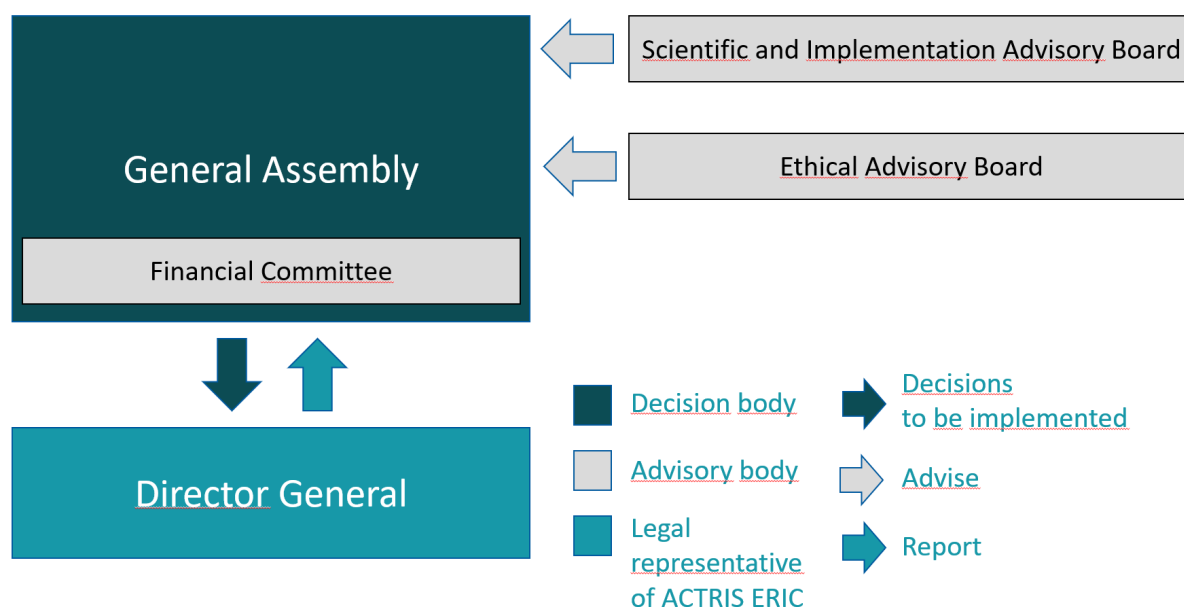 Scientific and Implementation Advisory Board
General Assembly
Ethical Advisory Board
Financial Committee
Director General
Decision body
Decisions
to be implemented
Advisory body
Advise
Legal
representative
of ACTRIS ERIC
Report